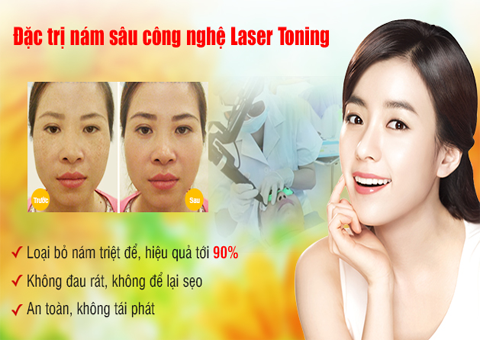 Đặc trị nám sâu công nghệ Laser Toning
Trước
Sau
Loại bỏ nám triệt để, hiệu quả tới 90%
Không đau rát, không để lại sẹo
An toàn, không tái phát